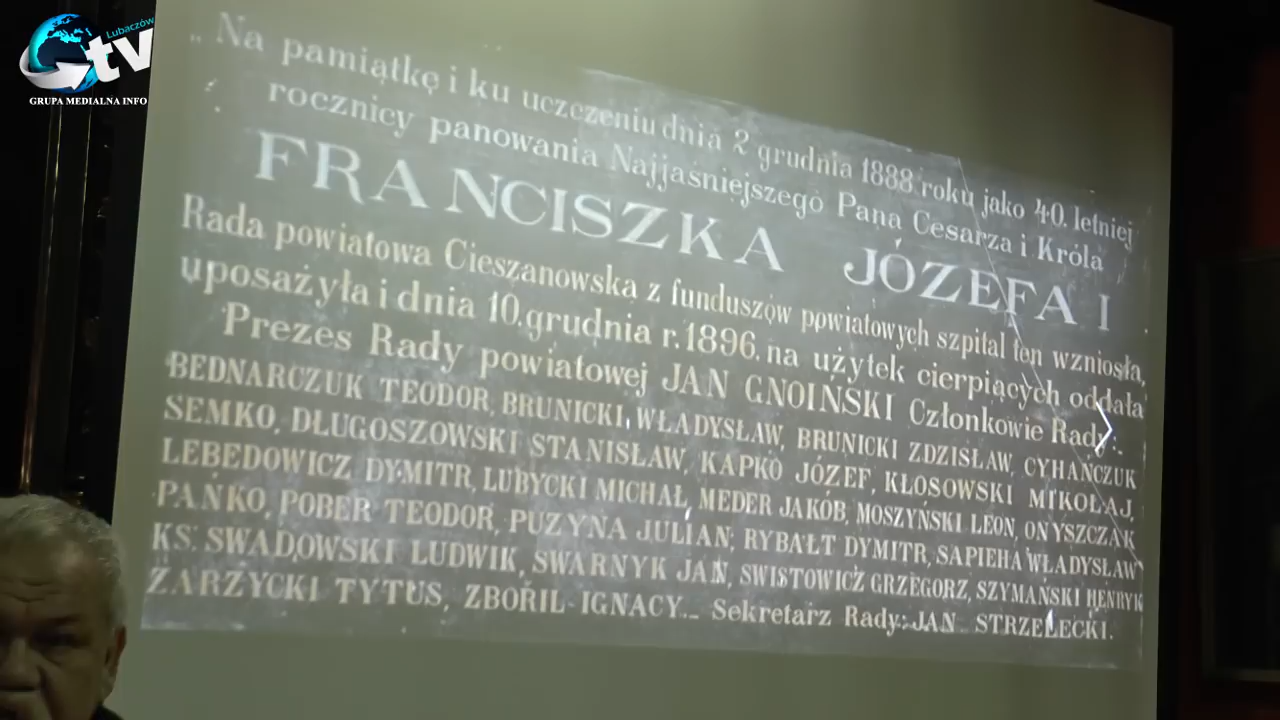 Lubaczów
tv
GRUPA MEDIALNA INFO
„Na pamiątkę i ku uczczeniu dnia 2 grudnia 1888 roku jako 40. letniej
rocznicy panowania Najjaśniejszego Pana Cesarza i Króla
FRANCISZKA JÓZEFA I
Rada powiatowa Cieszanowska z funduszów powiatowych szpital ten wzniosła,
uposażyła i dnia 10. grudnia r. 1896. na użytek cierpiących oddała
Prezes Rady powiatowej JAN GNOIŃSKI Członkowie Rady:
BEDNARCZUK TEODOR, BRUNICKI, WŁADYSŁAW, BRUNICKI ZDZISŁAW, CYHAŃCZUK
SEMKO, DŁUGOSZOWSKI STANISŁAW, KAPKO JÓZEF, KŁOSOWSKI MIKOŁAJ,
LEBEDOWICZ DYMITR, LUBYCKI MICHAŁ, MEDER JAKÓB, MOSZYŃSKI LEON, ONYSZCZAK
PAŃKO, POBER TEODOR, PUZYNA JULIAN, RYBAŁT DYMITR, SAPIEHA WŁADYSŁAW
KS. SWADOWSKI LUDWIK, SWARNYK JAN, SWISTOWICZ GRZEGORZ, SZYMAŃSKI HENRYK
ZARZYCKI TYTUS, ZBORIL IGNACY... Sekretarz Rady: JAN STRZELECKI.